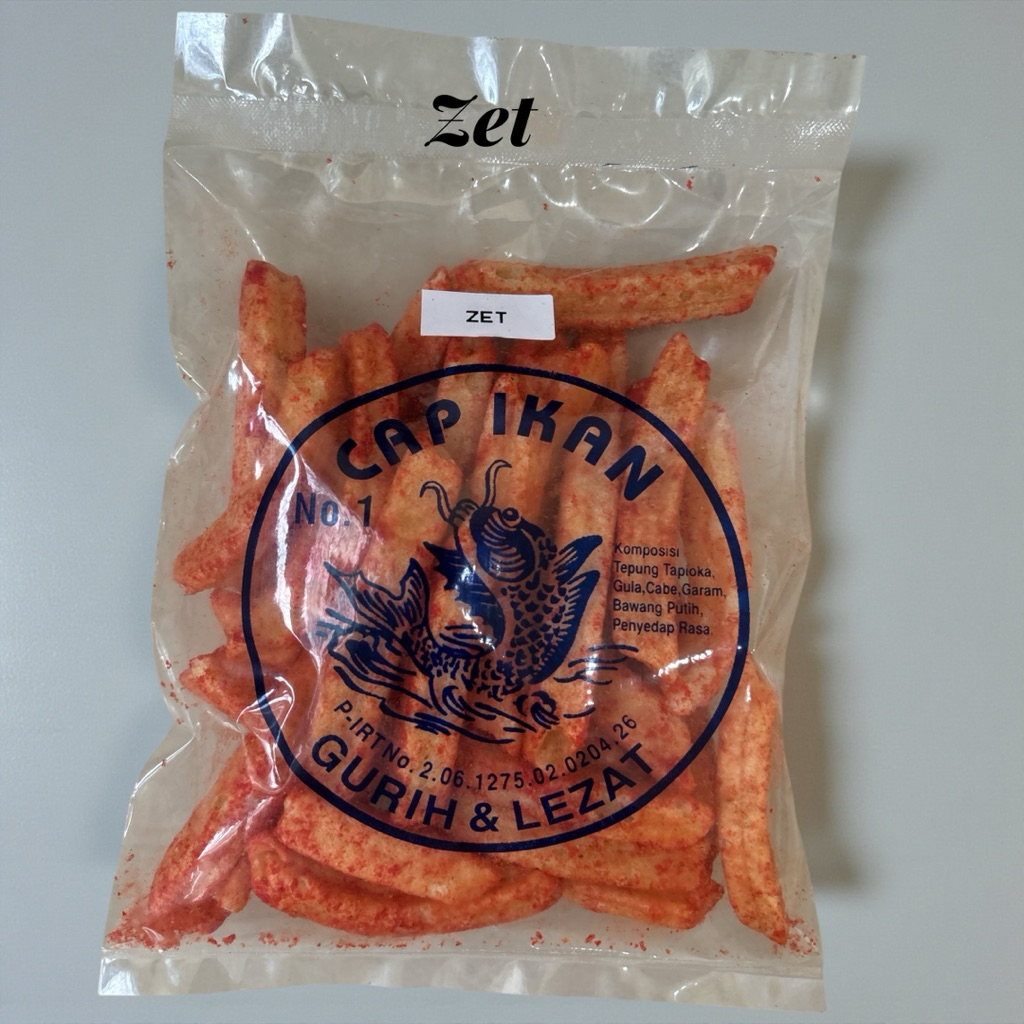 Zet
ZET
CAP IKAN
No.1
Komposisi
Tepung Tapioka,
Gula,Cabe,Garam,
Bawang Putih,
Penyedap Rasa.
P-IRT No. 2.06.1275.02.0204.26
GURIH & LEZAT